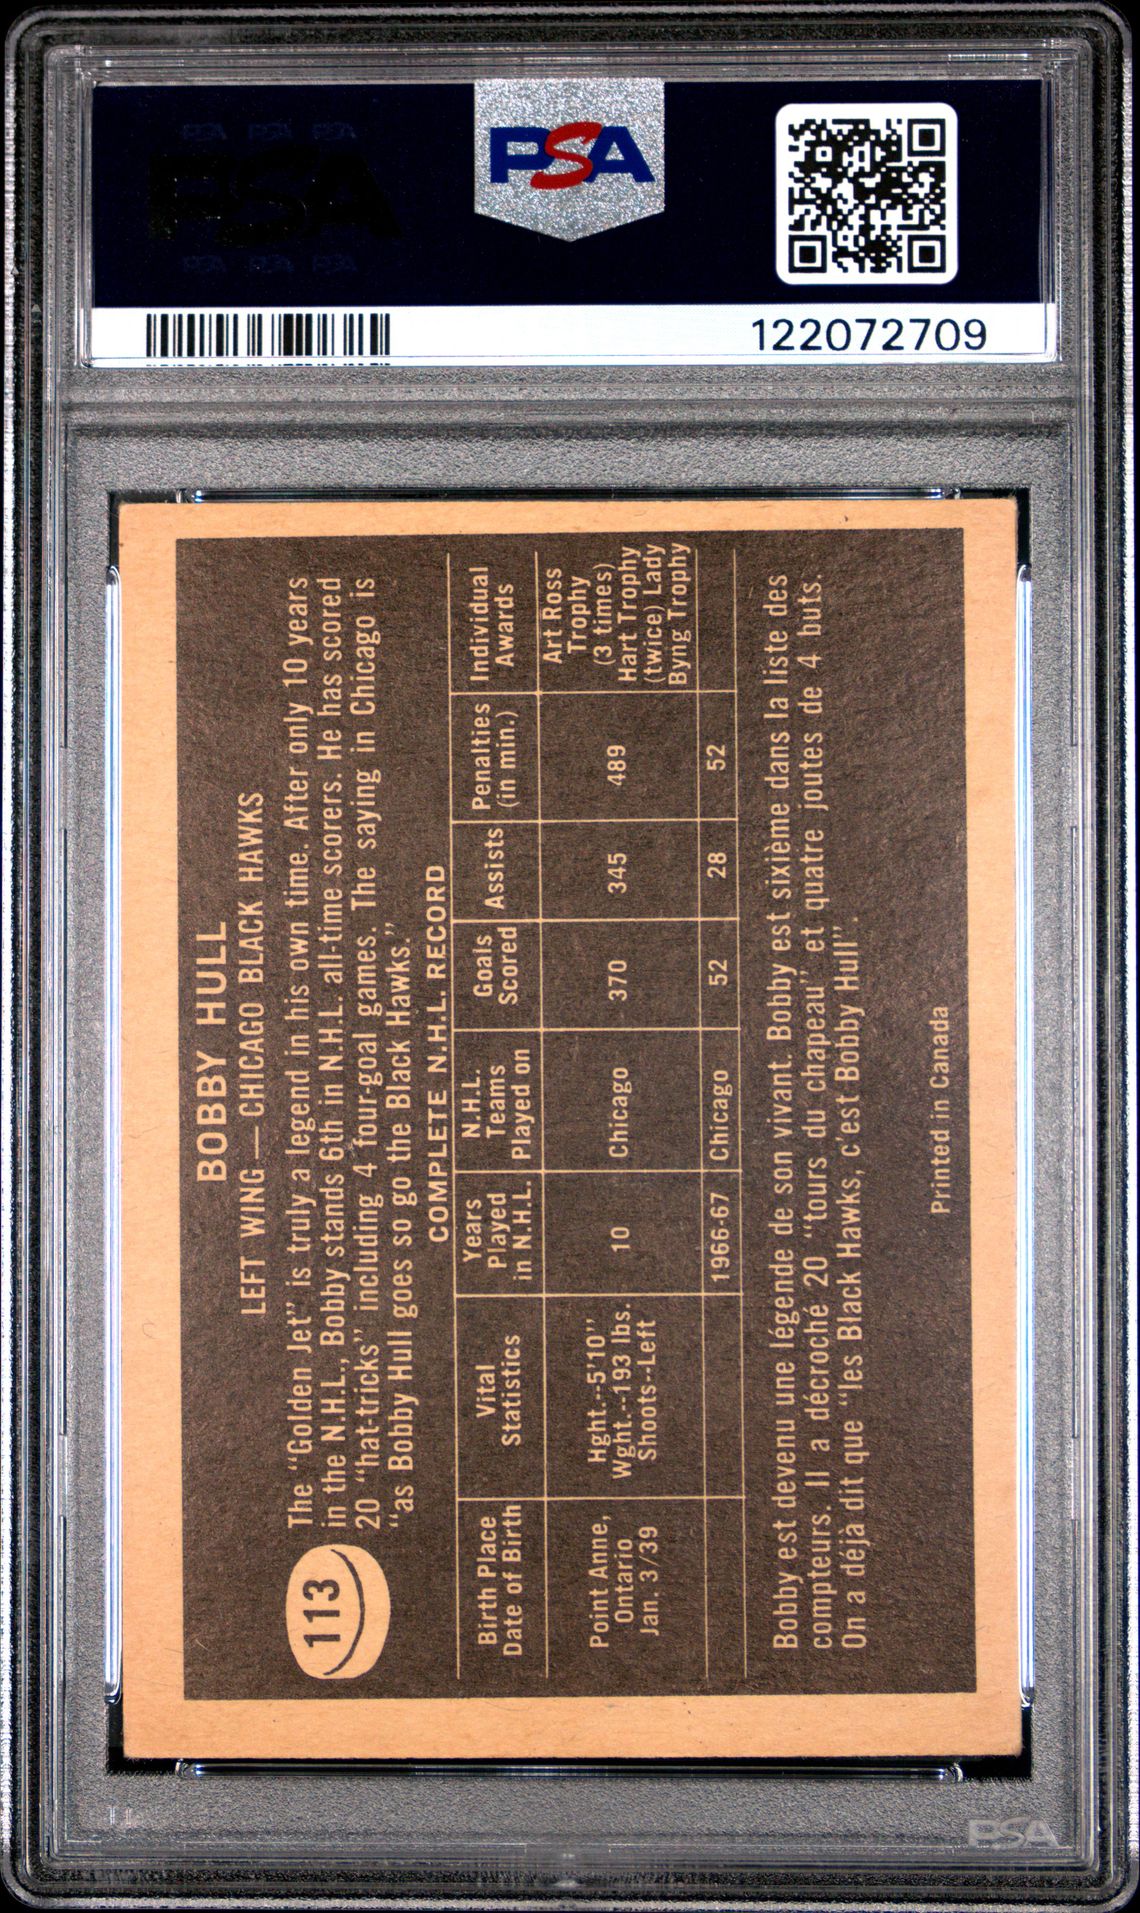 PSA
122072709
BOBBY HULL
LEFT WING — CHICAGO BLACK HAWKS
113
The "Golden Jet" is truly a legend in his own time. After only 10 years
in the N.H.L., Bobby stands 6th in N.H.L. all-time scorers. He has scored
20 "hat-tricks" including 4 four-goal games. The saying in Chicago is
"as Bobby Hull goes so go the Black Hawks."
COMPLETE N.H.L. RECORD
Birth Place
Date of Birth
Vital
Statistics
Years
Played
in N.H.L.
N.H.L.
Teams
Played on
Goals
Scored
Assists
Penalties
(in min.)
Individual
Awards
Point Anne,
Ontario
Jan. 3/39
Hght.--5'10''
Wght.--193 lbs.
Shoots--Left
10
Chicago
370
345
489
Art Ross
Trophy
(3 times)
Hart Trophy
(twice) Lady
Byng Trophy
1966-67
Chicago
52
28
52
Bobby est devenu une légende de son vivant. Bobby est sixième dans la liste des
compteurs. Il a décroché 20 "tours du chapeau" et quatre joutes de 4 buts.
On a déjà dit que "les Black Hawks, c'est Bobby Hull".
Printed in Canada
PSA